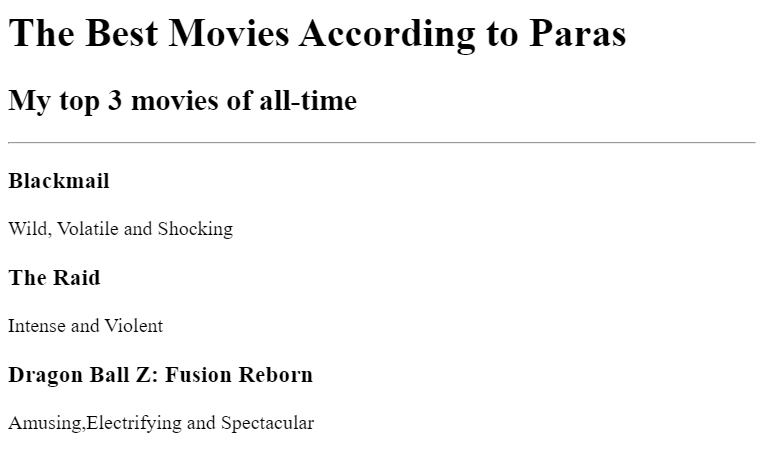 The Best Movies According to Paras
My top 3 movies of all-time
Blackmail
Wild, Volatile and Shocking
The Raid
Intense and Violent
Dragon Ball Z: Fusion Reborn
Amusing,Electrifying and Spectacular